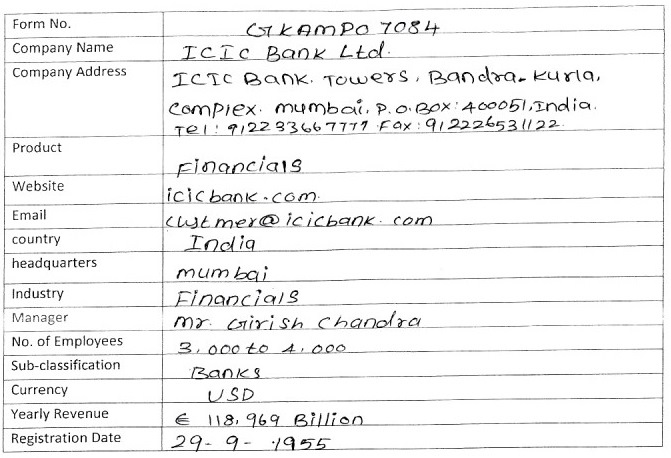 Form No. GKAMPO 7084
Company Name ICIC Bank Ltd.
Company Address ICIC Bank. Towers, Bandra-Kurla,
Complex. mumbai, P.O.Box: 400051, India.
Tel: 912233667777 Fax: 912226531122
Product Financials
Website icicbank.com.
Email custmer@icicbank.com
country India
headquarters mumbai
Industry Financials
Manager Mr. Girish Chandra
No. of Employees 3,000 to 4,000
Sub-classification Banks
Currency USD
Yearly Revenue € 118,969 Billion
Registration Date 29-9-1955